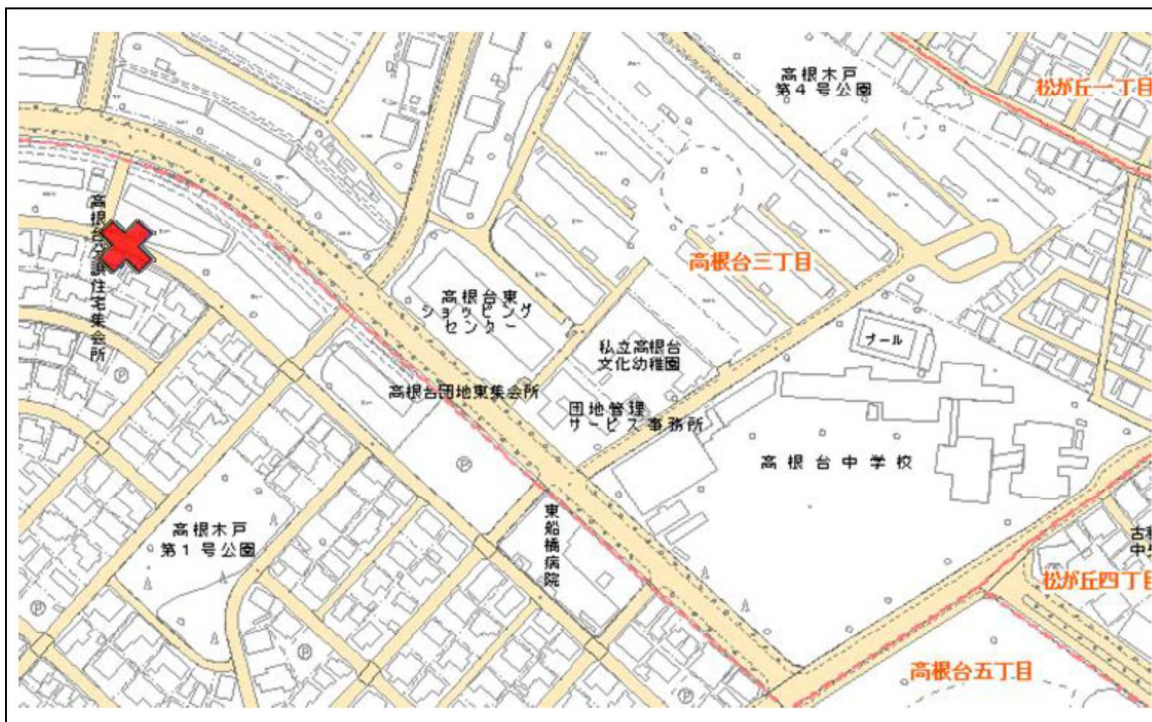 高根木戸
第4号公園
松が丘一丁目
高根台三丁目
高根台東
ショッピング
センター
私立高根台
文化幼稚園
プール
高根台団地東集会所
団地管理
サービス事務所
高根台中学校
高根木戸
第1号公園
東船橋病院
松が丘四丁目
高根台五丁目
Ⓟ
Ⓟ
Ⓟ
Ⓟ
Ⓟ